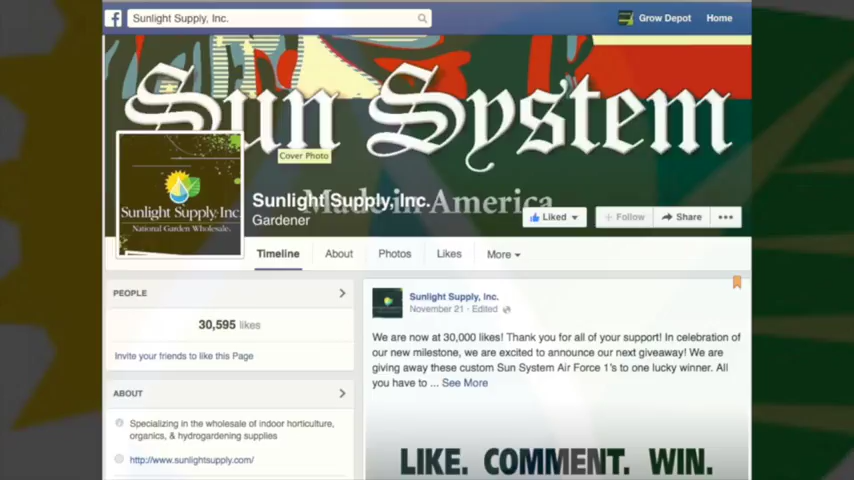 Sunlight Supply, Inc.
Grow Depot
Home
Sun System
Cover Photo
Made in America
Sunlight Supply, Inc.
National Garden Wholesale
Sunlight Supply, Inc.
Gardener
Liked
+ Follow
Share
Timeline
About
Photos
Likes
More
PEOPLE
30,595 likes
Invite your friends to like this Page
ABOUT
Specializing in the wholesale of indoor horticulture,
organics, & hydrogardening supplies
http://www.sunlightsupply.com/
Sunlight Supply, Inc.
November 21 · Edited
We are now at 30,000 likes! Thank you for all of your support! In celebration of
our new milestone, we are excited to announce our next giveaway! We are
giving away these custom Sun System Air Force 1's to one lucky winner. All
you have to ... See More
LIKE. COMMENT. WIN.